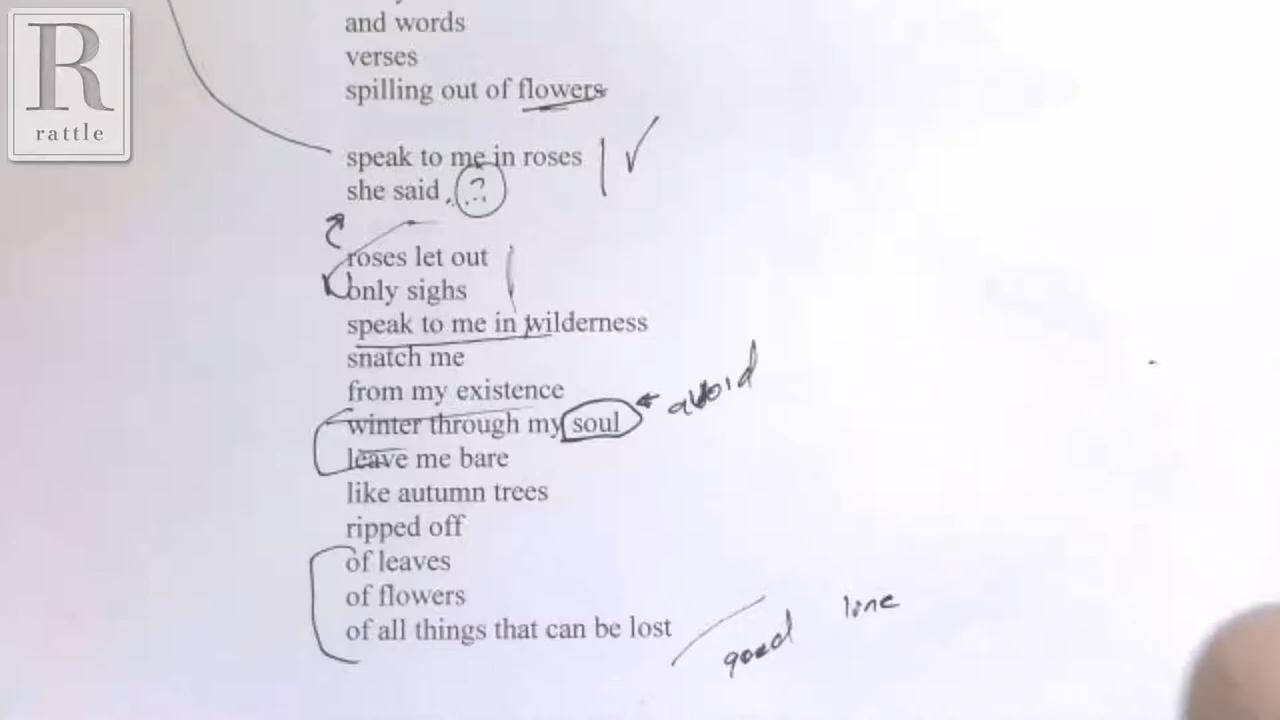 R
rattle
and words
verses
spilling out of flowers
speak to me in roses
she said ..?
roses let out
only sighs
speak to me in wilderness
snatch me
from my existence
winter through my soul
avoid
leave me bare
like autumn trees
ripped off
of leaves
of flowers
of all things that can be lost
good line